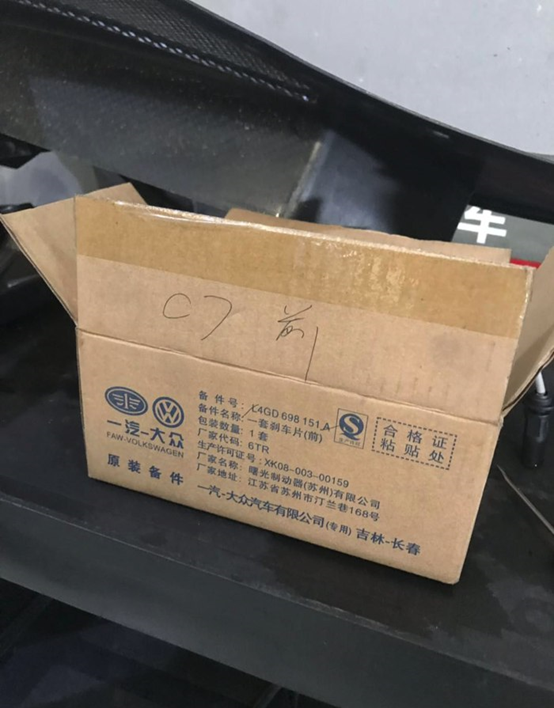 车
C7 前
一汽-大众
FAW-VOLKSWAGEN
原装备件
备件号: L4GD 698 151 A
备件名称: 一套刹车片(前)
包装数量: 1 套
厂家代码: 6TR
生产许可证号: XK08-003-00159
厂家名称: 曙光制动器(苏州)有限公司
厂家地址: 江苏省苏州市汀兰巷168号
一汽-大众汽车有限公司(专用) 吉林-长春
合格证
粘贴处